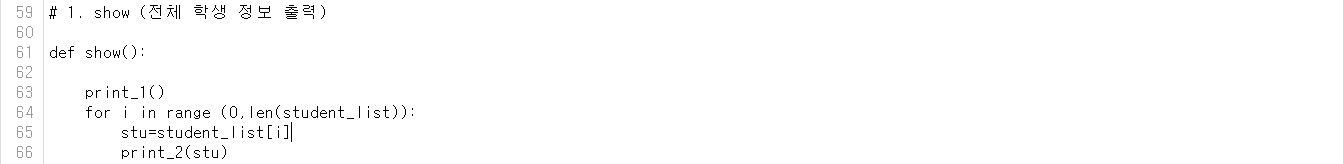 59 # 1. show (전체 학생 정보 출력)
60
61 def show():
62
63     print_1()
64     for i in range (0,len(student_list)):
65         stu=student_list[i]
66         print_2(stu)